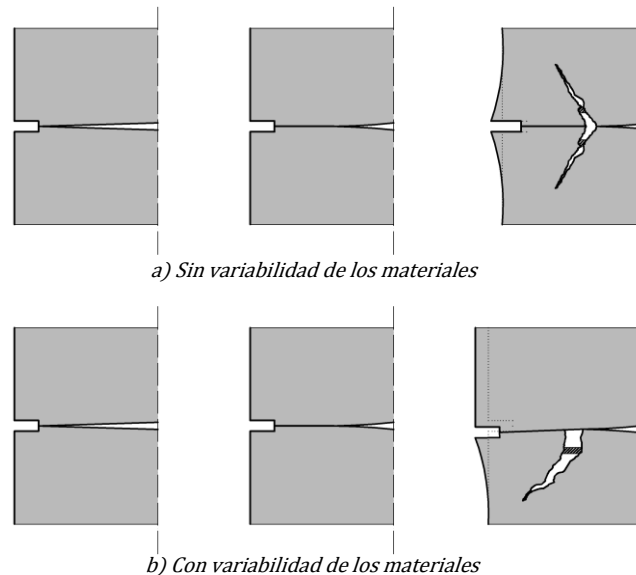 a) Sin variabilidad de los materiales
b) Con variabilidad de los materiales